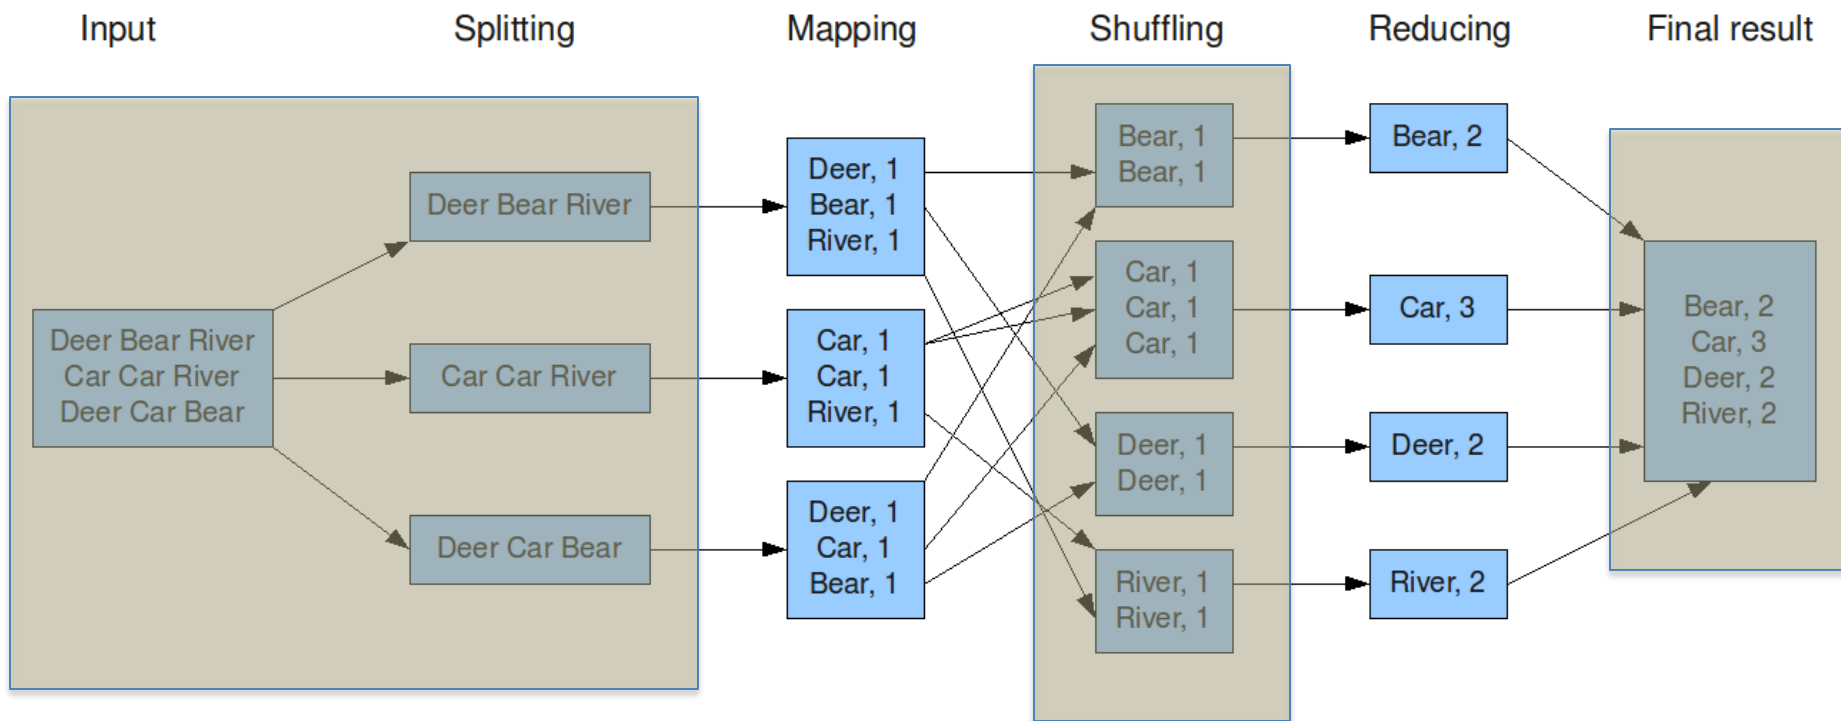 Input
Splitting
Mapping
Shuffling
Reducing
Final result
Deer Bear River
Car Car River
Deer Car Bear
Deer Bear River
Car Car River
Deer Car Bear
Deer, 1
Bear, 1
River, 1
Car, 1
Car, 1
River, 1
Deer, 1
Car, 1
Bear, 1
Bear, 1
Bear, 1
Car, 1
Car, 1
Car, 1
Deer, 1
Deer, 1
River, 1
River, 1
Bear, 2
Car, 3
Deer, 2
River, 2
Bear, 2
Car, 3
Deer, 2
River, 2